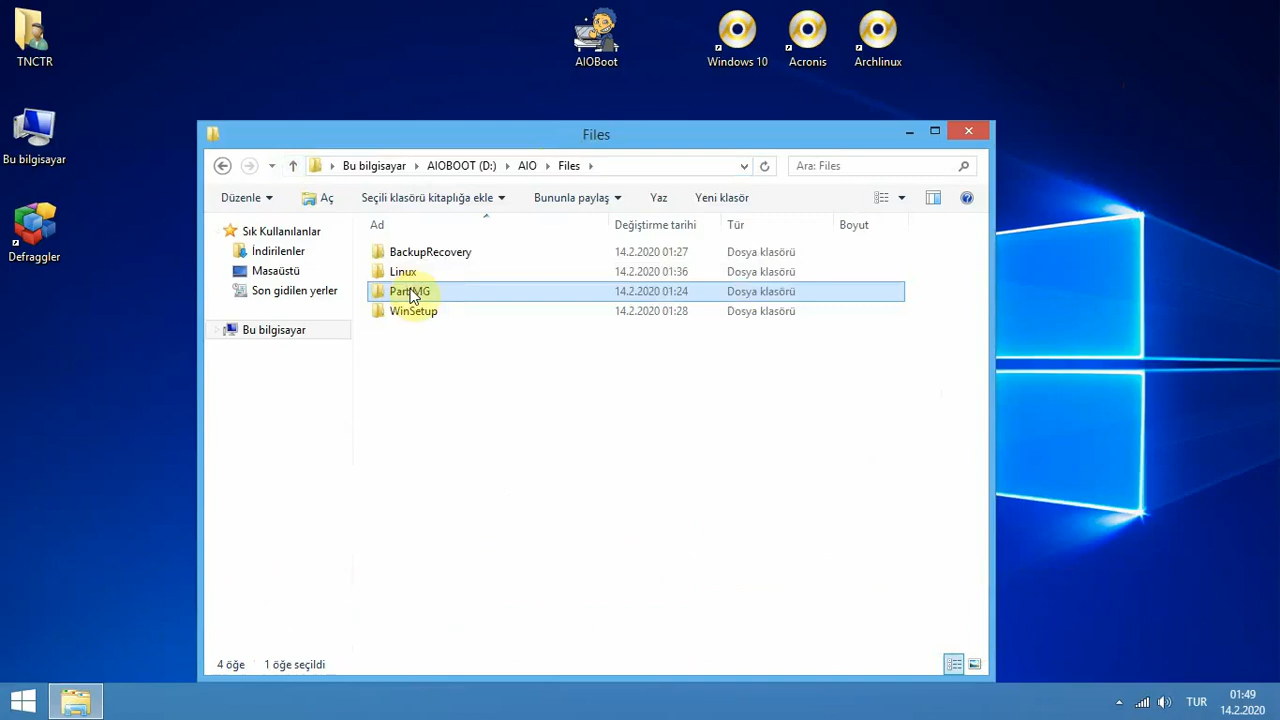 TNCTR
AIOBoot
Windows 10
Acronis
Archlinux
Bu bilgisayar
Defraggler
Files
Bu bilgisayar AIOBOOT (D:) AIO Files
Ara: Files
Düzenle Aç Seçili klasörü kitaplığa ekle Bununla paylaş Yaz Yeni klasör
Sık Kullanılanlar
İndirilenler
Masaüstü
Son gidilen yerler
Bu bilgisayar
Ad Değiştirme tarihi Tür Boyut
BackupRecovery 14.2.2020 01:27 Dosya klasörü
Linux 14.2.2020 01:36 Dosya klasörü
14.2.2020 01:24 Dosya klasörü
WinSetup 14.2.2020 01:28 Dosya klasörü
4 öğe 1 öğe seçildi
TUR
01:49
14.2.2020